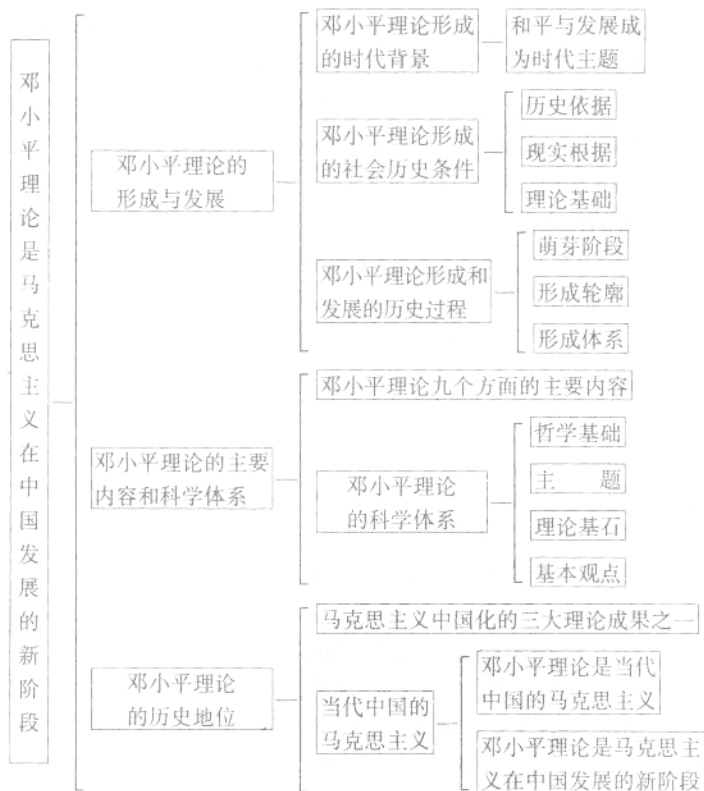 邓小平理论是马克思主义在中国发展的新阶段
邓小平理论的
形成与发展
邓小平理论形成
的时代背景
和平与发展成
为时代主题
邓小平理论形成
的社会历史条件
历史依据
现实根据
理论基础
邓小平理论形成和
发展的历史过程
萌芽阶段
形成轮廓
形成体系
邓小平理论的主要
内容和科学体系
邓小平理论九个方面的主要内容
邓小平理论
的科学体系
哲学基础
主 题
理论基石
基本观点
邓小平理论
的历史地位
马克思主义中国化的三大理论成果之一
当代中国的
马克思主义
邓小平理论是当代
中国的马克思主义
邓小平理论是马克思主
义在中国发展的新阶段